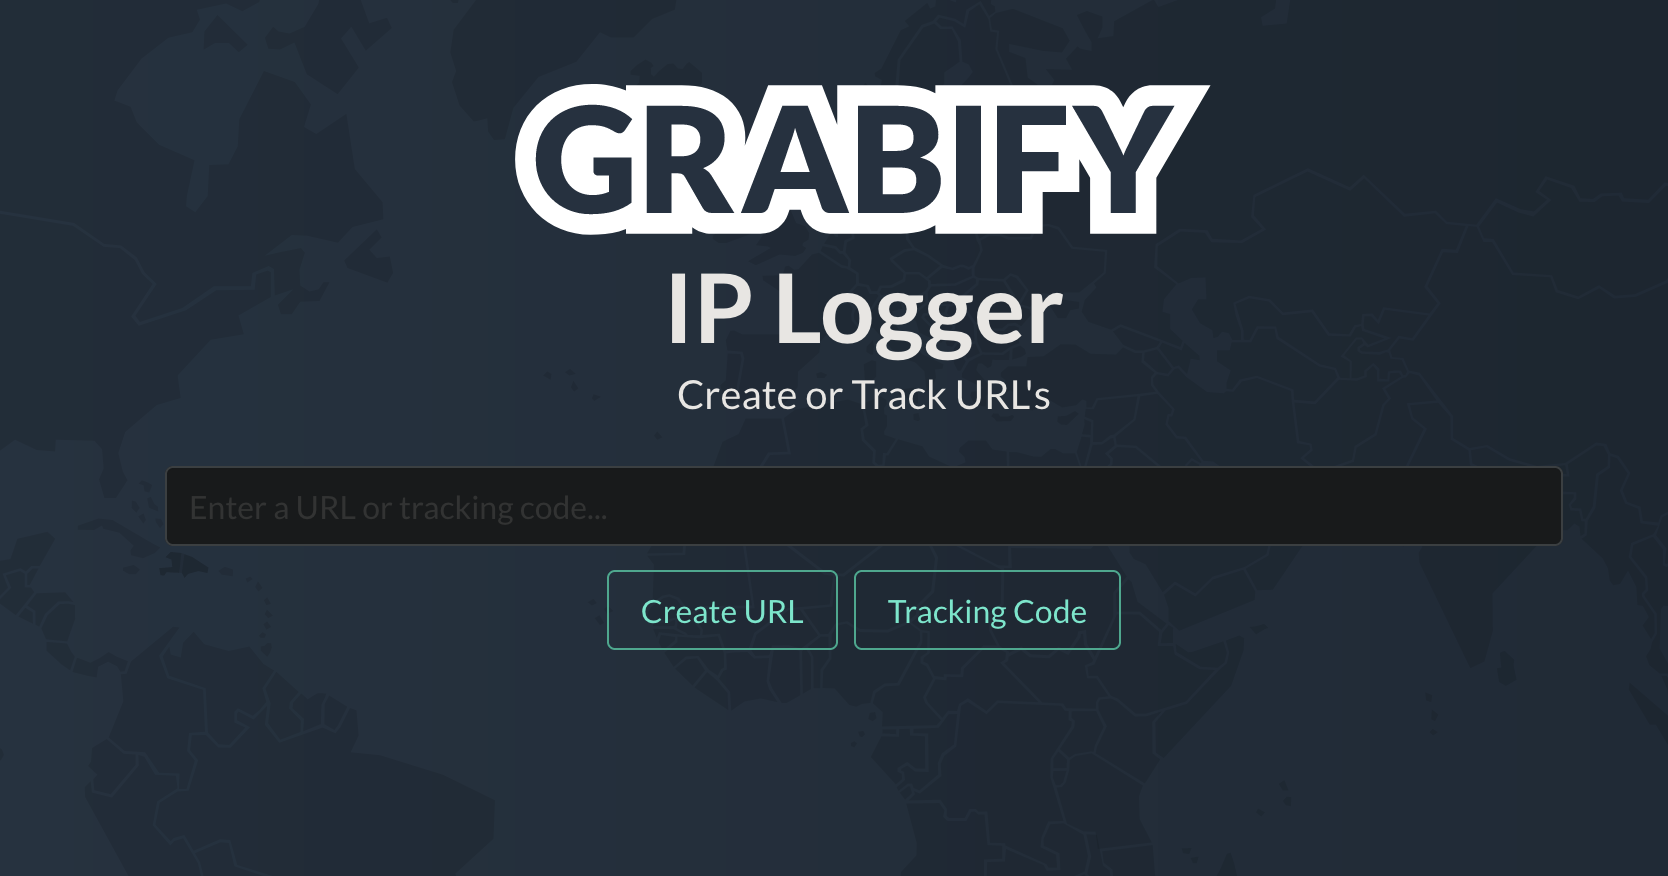 GRABIFY
IP Logger
Create or Track URL's
Enter a URL or tracking code...
Create URL
Tracking Code